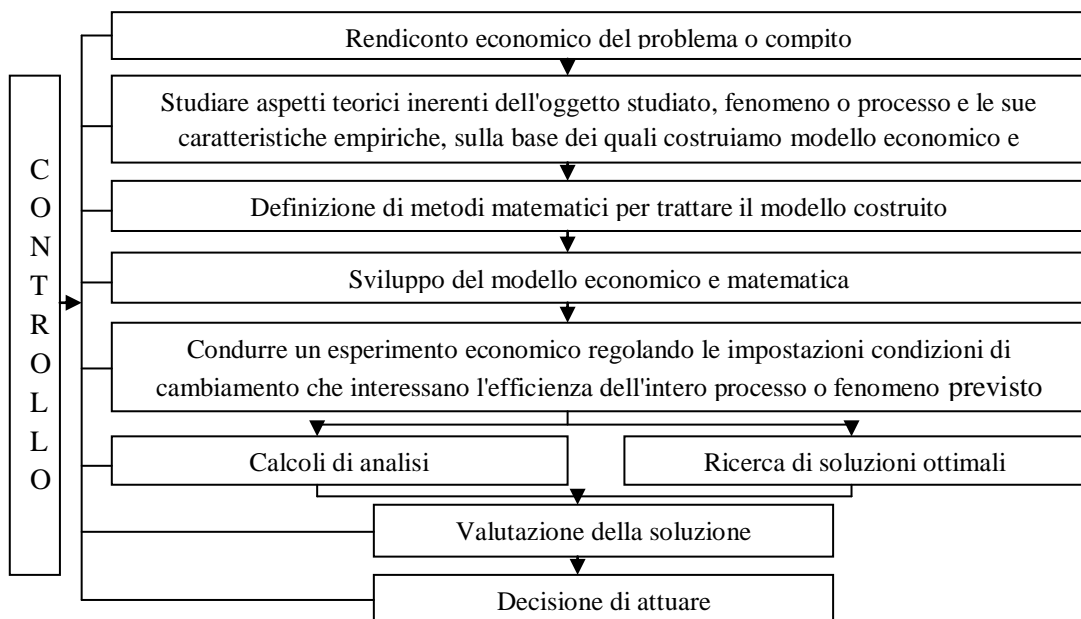 Rendiconto economico del problema o compito
Studiare aspetti teorici inerenti dell'oggetto studiato, fenomeno o processo e le sue
caratteristiche empiriche, sulla base dei quali costruiamo modello economico e
Definizione di metodi matematici per trattare il modello costruito
Sviluppo del modello economico e matematica
Condurre un esperimento economico regolando le impostazioni condizioni di
cambiamento che interessano l'efficienza dell'intero processo o fenomeno previsto
Calcoli di analisi
Ricerca di soluzioni ottimali
Valutazione della soluzione
Decisione di attuare
CONTROLLO